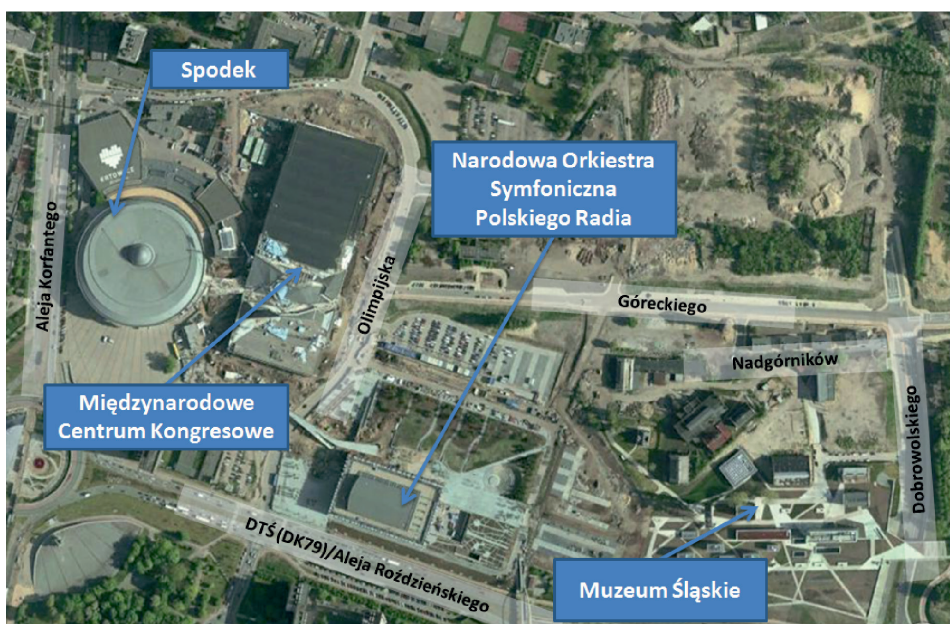 Spodek
Narodowa Orkiestra
Symfoniczna
Polskiego Radia
KATOWICE
Aleja Korfantego
Olimpijska
Góreckiego
Nadgórników
Dobrowolskiego
Międzynarodowe
Centrum Kongresowe
DTŚ (DK79)/Aleja Roździeńskiego
Muzeum Śląskie